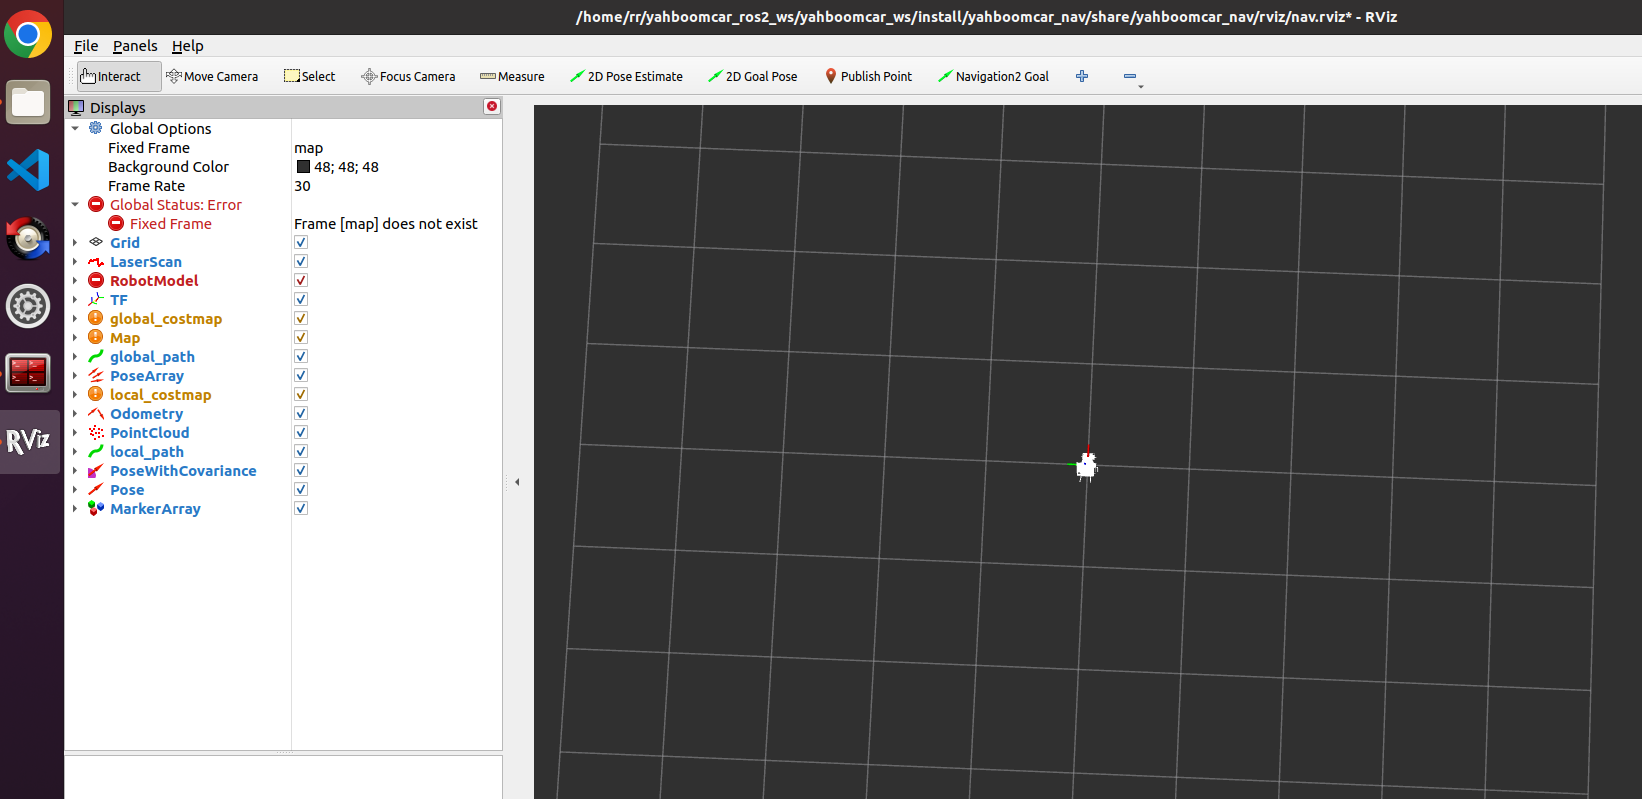 /home/rr/yahboomcar_ros2_ws/yahboomcar_ws/install/yahboomcar_nav/share/yahboomcar_nav/rviz/nav.rviz* - RViz
File Panels Help
Interact Move Camera Select Focus Camera Measure 2D Pose Estimate 2D Goal Pose Publish Point Navigation2 Goal
Displays
Global Options
Fixed Frame map
Background Color 48; 48; 48
Frame Rate 30
Global Status: Error
Fixed Frame Frame [map] does not exist
Grid
LaserScan
RobotModel
TF
global_costmap
Map
global_path
PoseArray
local_costmap
Odometry
PointCloud
local_path
PoseWithCovariance
Pose
MarkerArray
RViz